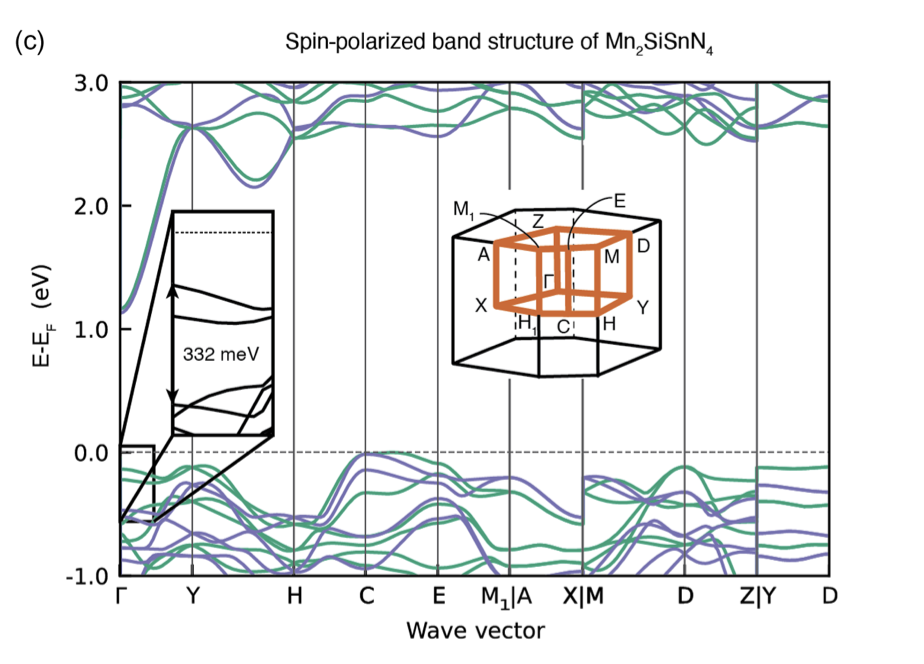 (c)
Spin-polarized band structure of Mn₂SiSnN₄
3.0
2.0
1.0
0.0
-1.0
E-E_F (eV)
332 meV
M₁
E
Z
A
M
D
Γ
X
Y
H₁
C
H
Γ
Y
H
C
E
M₁|A
X|M
D
Z|Y
D
Wave vector